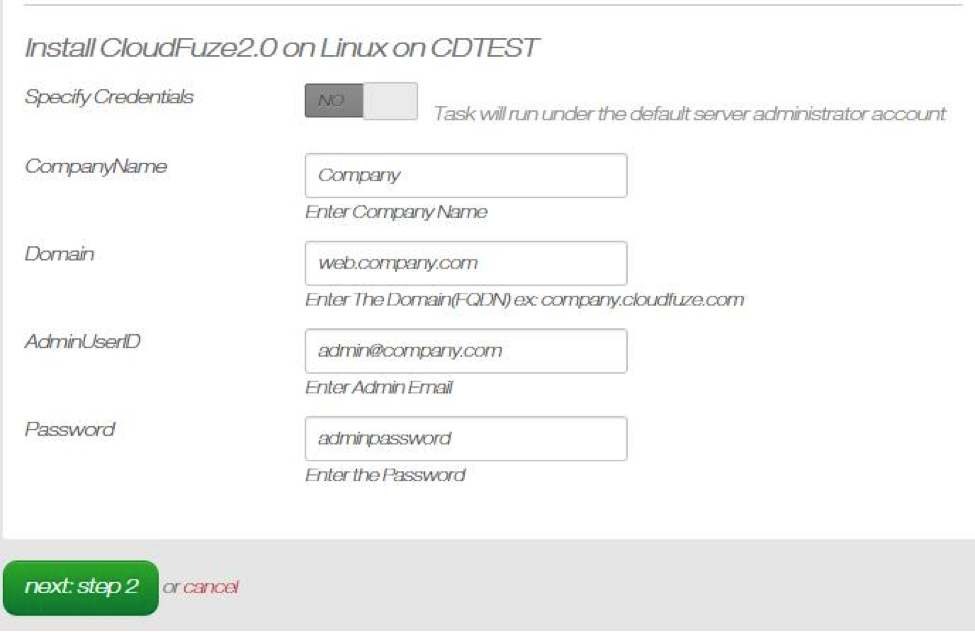 Install CloudFuze2.0 on Linux on CDTEST
Specify Credentials
NO
Task will run under the default server administrator account
CompanyName
Company
Enter Company Name
Domain
web.company.com
Enter The Domain(FQDN) ex: company.cloudfuze.com
AdminUserID
admin@company.com
Enter Admin Email
Password
adminpassword
Enter the Password
next: step 2 or cancel